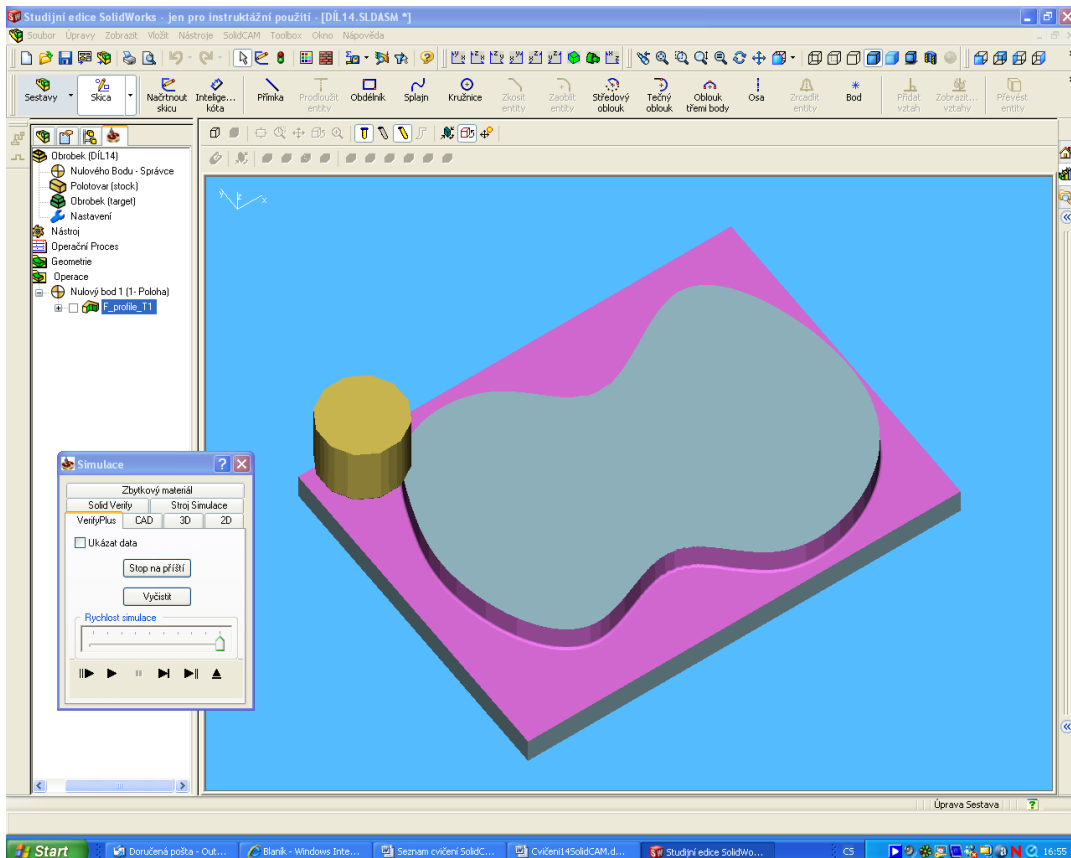 Studijní edice SolidWorks - jen pro instruktážní použití - [DÍL14.SLDASM *]
Soubor Úpravy Zobrazit Vložit Nástroje SolidCAM Toolbox Okno Nápověda
Sestavy Skica Načrtnout skicu Intelige... kóta Přímka Prodloužit entity Obdélník Splajn Kružnice Zkosit entity Zaoblit entity Středový oblouk Tečný oblouk Oblouk třemi body Osa Zrcadlit entity Bod Přidat vztah Zobrazit... vztahy Převést entity
Obrobek (DÍL14)
Nulového Bodu - Správce
Polotovar (stock)
Obrobek (target)
Nastavení
Nástroj
Operační Proces
Geometrie
Operace
Nulový bod 1 (1- Poloha)
F_profile_T1
y z x
Simulace
Zbytkový materiál
Solid Verify Stroj Simulace
VerifyPlus CAD 3D 2D
Ukázat data
Stop na příští
Vyčistit
Rychlost simulace
Úprava Sestava
Start Doručená pošta - Out... Blaník - Windows Inte... Seznam cvičení SolidC... Cvičení14SolidCAM.d... Studijní edice SolidWo... CS 16:55